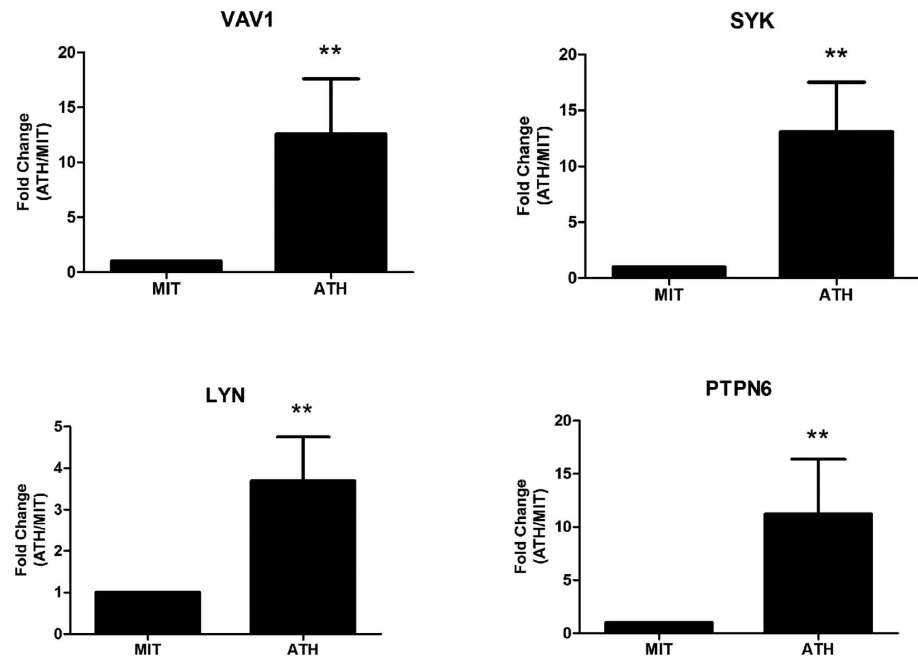 VAV1
**
20
15
10
5
0
Fold Change
(ATH/MIT)
MIT ATH
SYK
**
20
15
10
5
0
Fold Change
(ATH/MIT)
MIT ATH
LYN
**
5
4
3
2
1
0
Fold Change
(ATH/MIT)
MIT ATH
PTPN6
**
20
15
10
5
0
Fold Change
(ATH/MIT)
MIT ATH